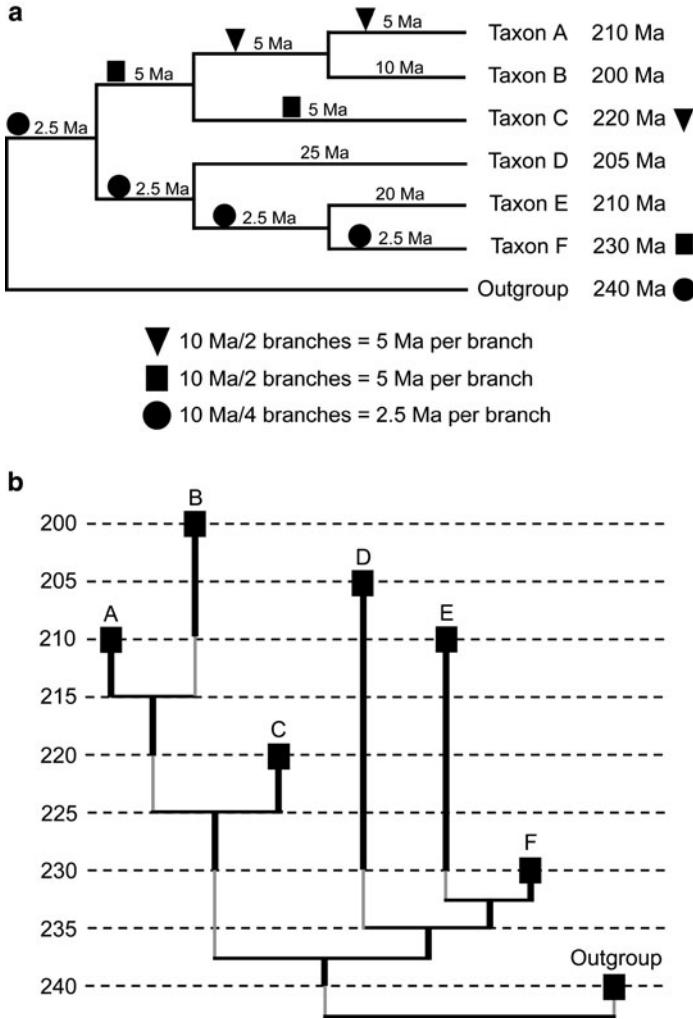 a
5 Ma
5 Ma
Taxon A 210 Ma
5 Ma
10 Ma
Taxon B 200 Ma
5 Ma
Taxon C 220 Ma
2.5 Ma
25 Ma
Taxon D 205 Ma
2.5 Ma
20 Ma
Taxon E 210 Ma
2.5 Ma
2.5 Ma
Taxon F 230 Ma
Outgroup 240 Ma
10 Ma/2 branches = 5 Ma per branch
10 Ma/2 branches = 5 Ma per branch
10 Ma/4 branches = 2.5 Ma per branch
b
B
200
D
205
A
E
210
215
C
220
225
F
230
235
Outgroup
240